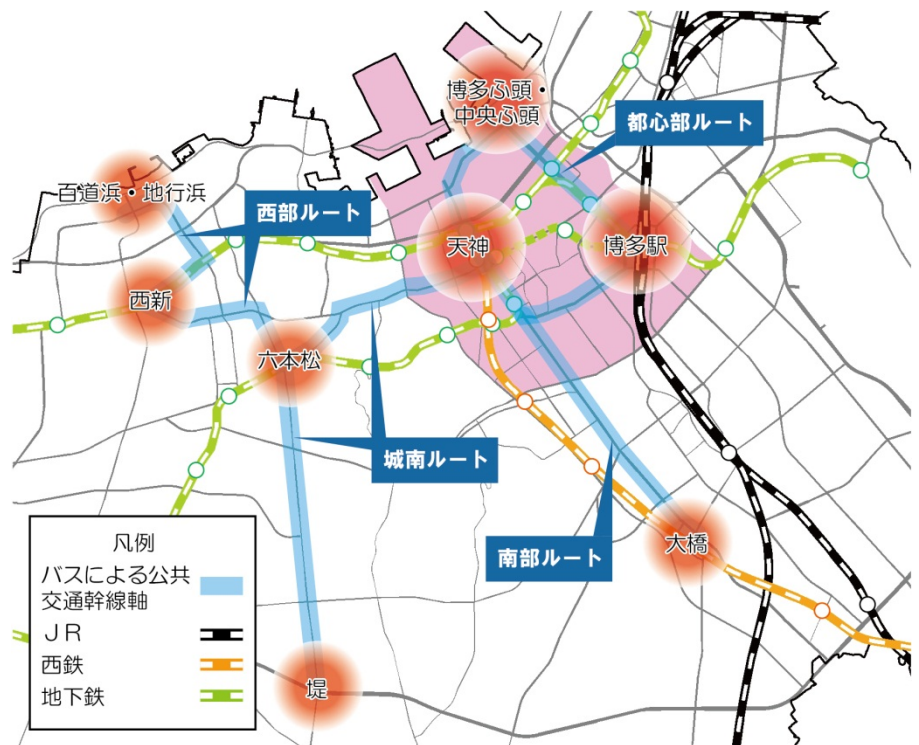 博多ふ頭・
中央ふ頭
都心部ルート
百道浜・地行浜
西部ルート
天神
博多駅
西新
六本松
城南ルート
南部ルート
大橋
堤
凡例
バスによる公共
交通幹線軸
ＪＲ
西鉄
地下鉄